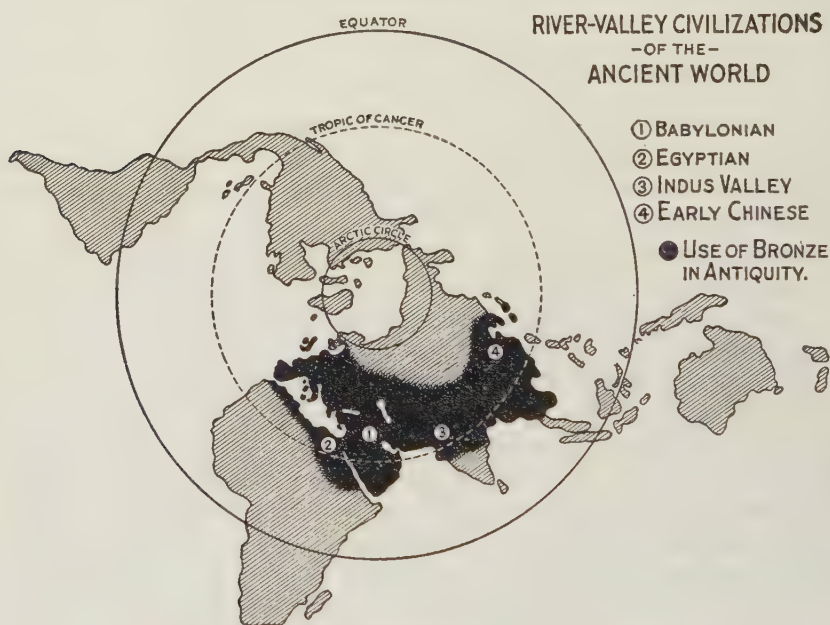 RIVER-VALLEY CIVILIZATIONS
-OF THE-
ANCIENT WORLD
① BABYLONIAN
② EGYPTIAN
③ INDUS VALLEY
④ EARLY CHINESE
● USE OF BRONZE
IN ANTIQUITY.
EQUATOR
TROPIC OF CANCER
ARCTIC CIRCLE
④
①
③
②